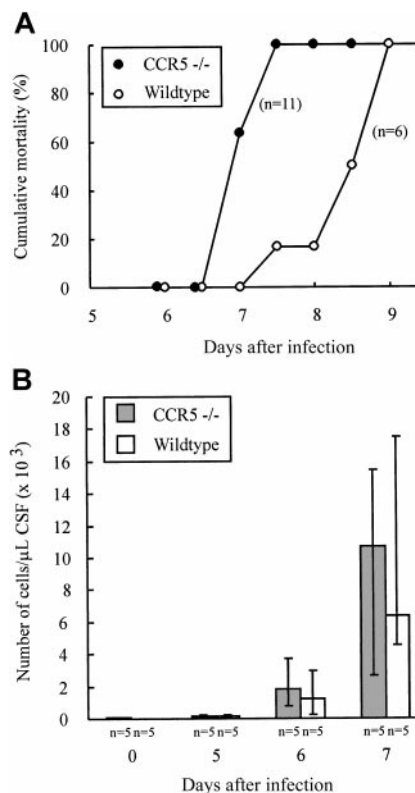 A
Cumulative mortality (%)
100
80
60
40
20
0
CCR5 -/-
Wildtype
(n=11)
(n=6)
5 6 7 8 9
Days after infection
B
Number of cells/µL CSF (x 10³)
20
18
16
14
12
10
8
6
4
2
0
CCR5 -/-
Wildtype
n=5 n=5 n=5 n=5 n=5 n=5 n=5 n=5
0 5 6 7
Days after infection